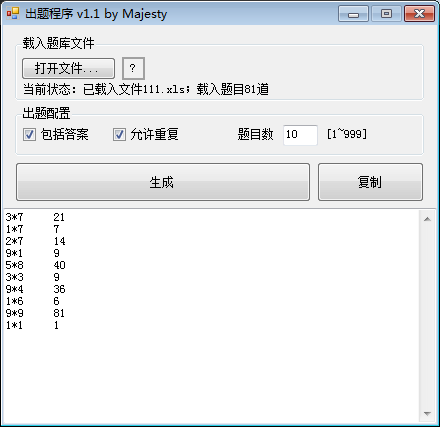 出题程序 v1.1 by Majesty
载入题库文件
打开文件... ?
当前状态：已载入文件111.xls；载入题目81道
出题配置
包括答案 允许重复 题目数 10 [1~999]
生成 复制
3*7 21
1*7 7
2*7 14
9*1 9
5*8 40
3*3 9
9*4 36
1*6 6
9*9 81
1*1 1